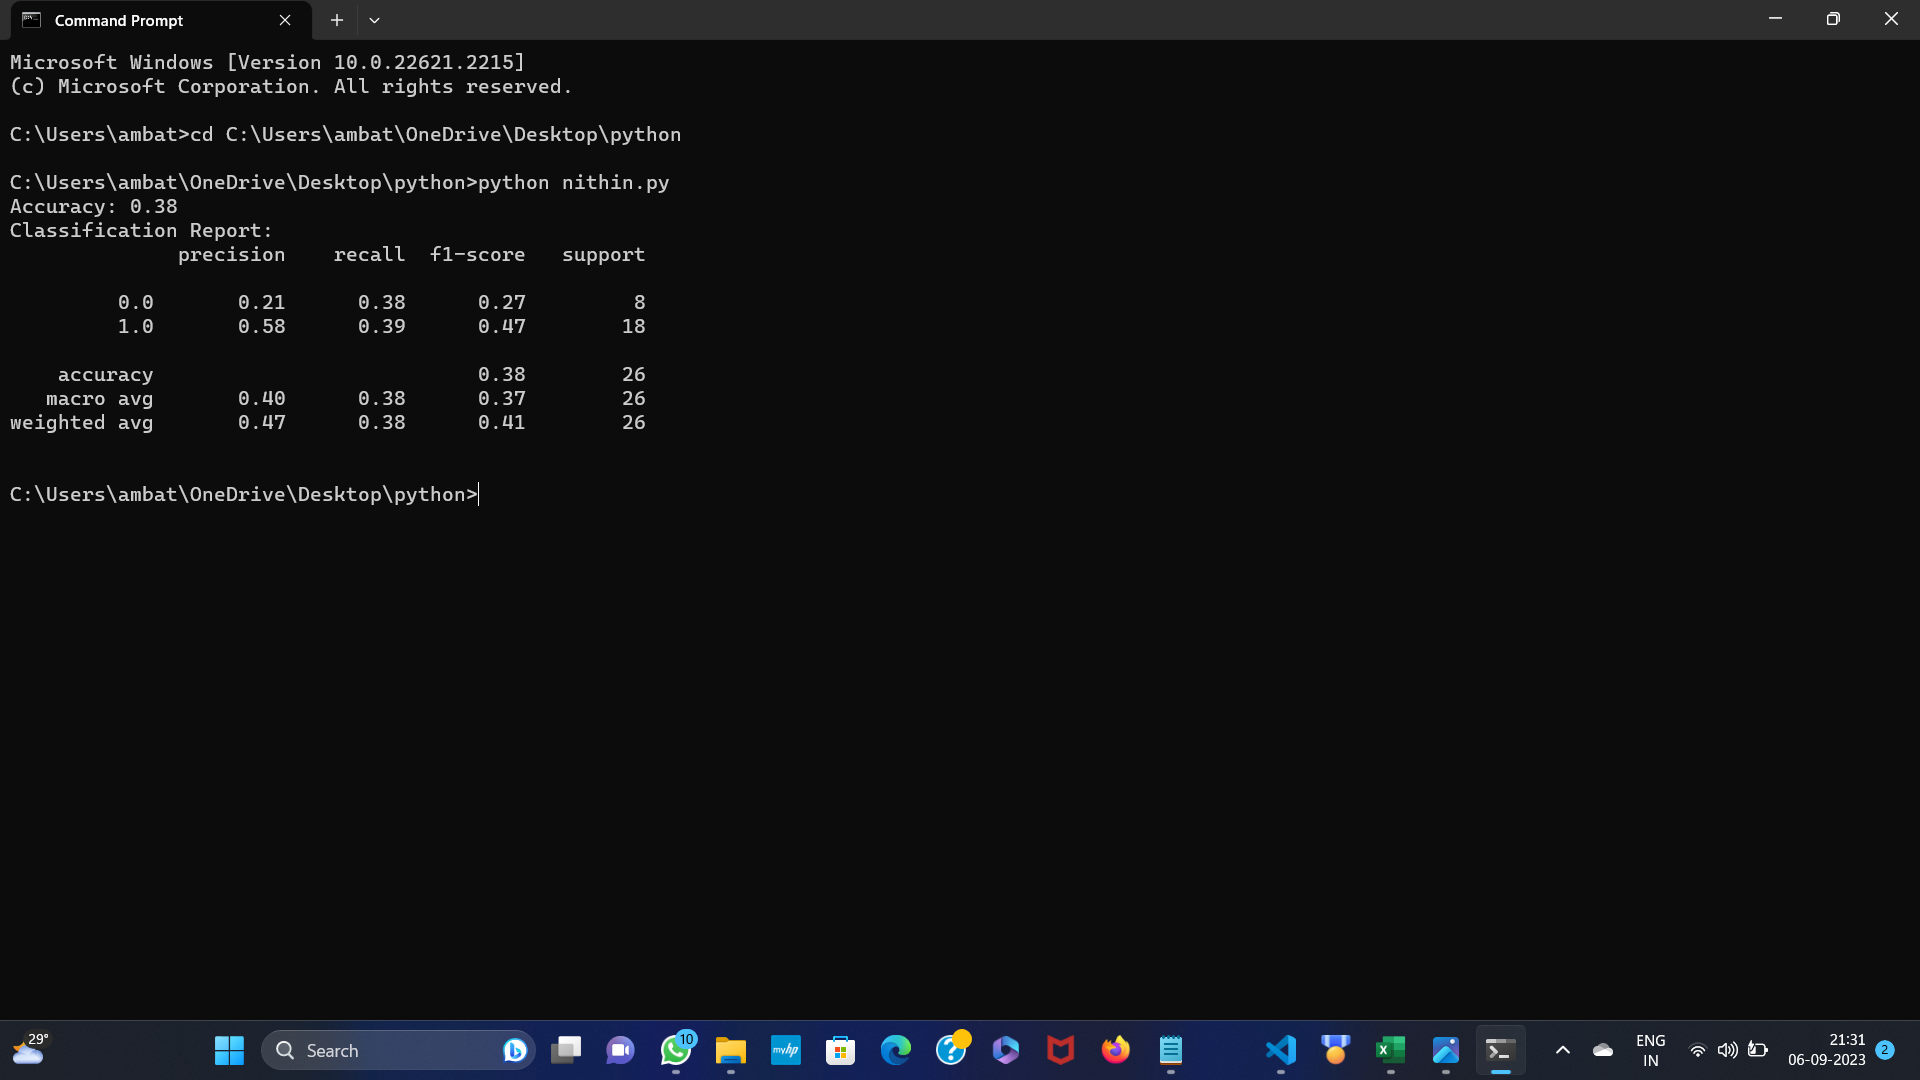 Command Prompt
Microsoft Windows [Version 10.0.22621.2215]
(c) Microsoft Corporation. All rights reserved.
C:\Users\ambat>cd C:\Users\ambat\OneDrive\Desktop\python
C:\Users\ambat\OneDrive\Desktop\python>python nithin.py
Accuracy: 0.38
Classification Report:
precision recall f1-score support
0.0 0.21 0.38 0.27 8
1.0 0.58 0.39 0.47 18
accuracy 0.38 26
macro avg 0.40 0.38 0.37 26
weighted avg 0.47 0.38 0.41 26
C:\Users\ambat\OneDrive\Desktop\python>
29°
Search
10
myhp
ENG
IN
21:31
06-09-2023
2